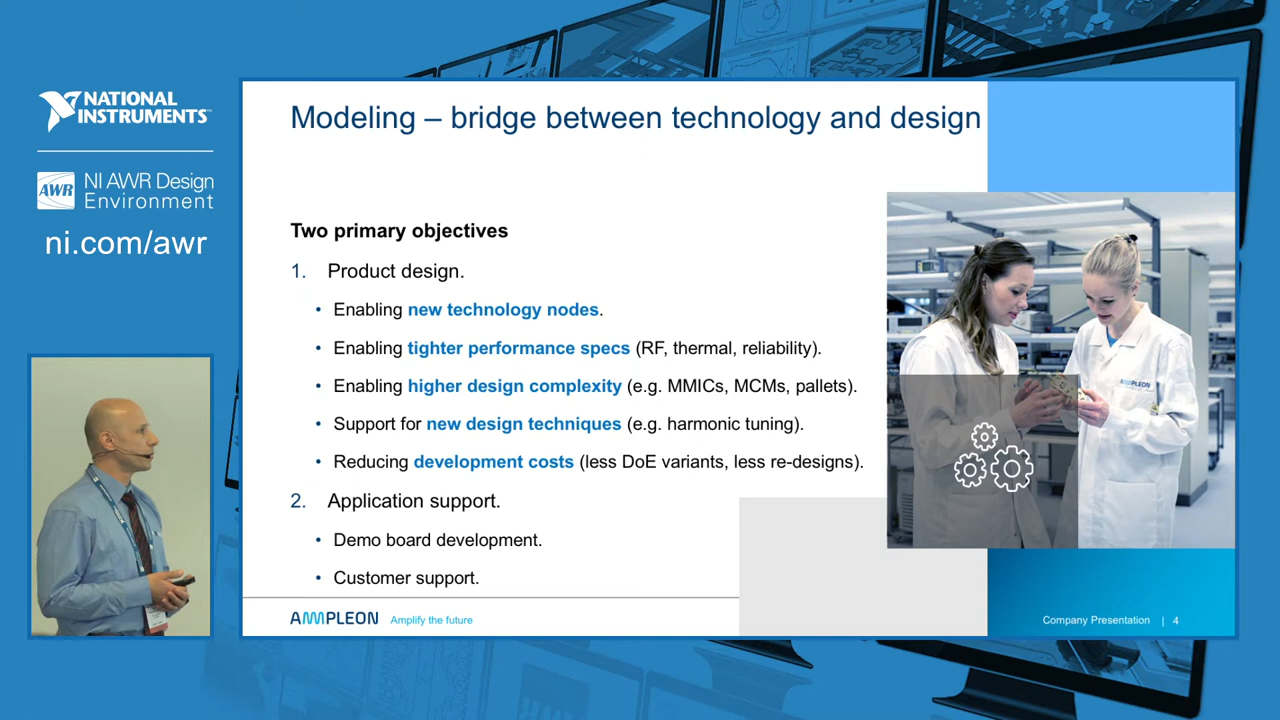 NATIONAL
INSTRUMENTS™
AWR
NI AWR Design
Environment
ni.com/awr
Modeling – bridge between technology and design
Two primary objectives
1. Product design.
• Enabling new technology nodes.
• Enabling tighter performance specs (RF, thermal, reliability).
• Enabling higher design complexity (e.g. MMICs, MCMs, pallets).
• Support for new design techniques (e.g. harmonic tuning).
• Reducing development costs (less DoE variants, less re-designs).
2. Application support.
• Demo board development.
• Customer support.
AMPLEON
AMPLEON Amplify the future
Company Presentation | 4